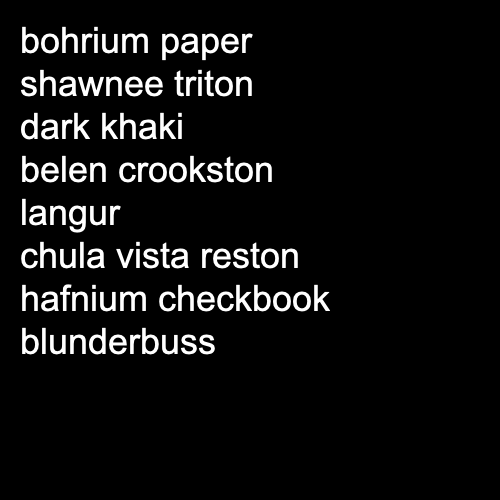 bohrium paper
shawnee triton
dark khaki
belen crookston
langur
chula vista reston
hafnium checkbook
blunderbuss